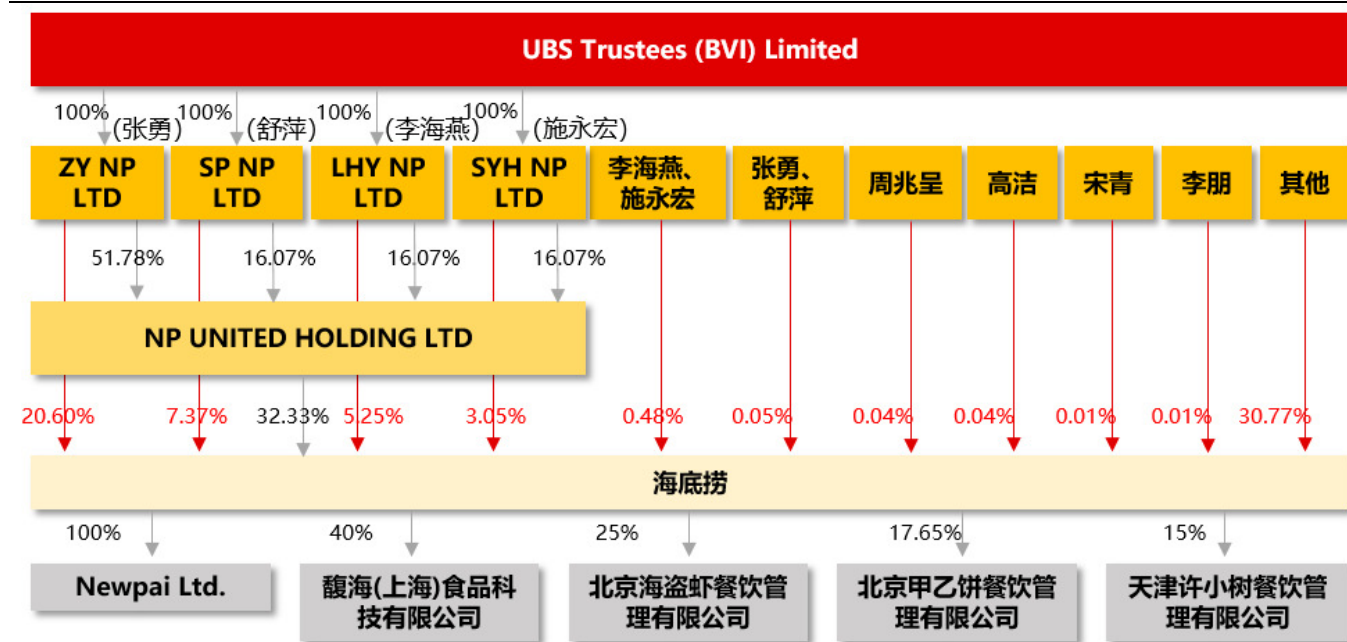 UBS Trustees (BVI) Limited
100% 100% 100% 100%
(张勇) (舒萍) (李海燕) (施永宏)
ZY NP LTD
SP NP LTD
LHY NP LTD
SYH NP LTD
李海燕、施永宏
张勇、舒萍
周兆呈
高洁
宋青
李朋
其他
51.78% 16.07% 16.07% 16.07%
NP UNITED HOLDING LTD
20.60% 7.37% 32.33% 5.25% 3.05% 0.48% 0.05% 0.04% 0.04% 0.01% 0.01% 30.77%
海底捞
100% 40% 25% 17.65% 15%
Newpai Ltd.
馥海(上海)食品科技有限公司
北京海盗虾餐饮管理有限公司
北京甲乙饼餐饮管理有限公司
天津许小树餐饮管理有限公司